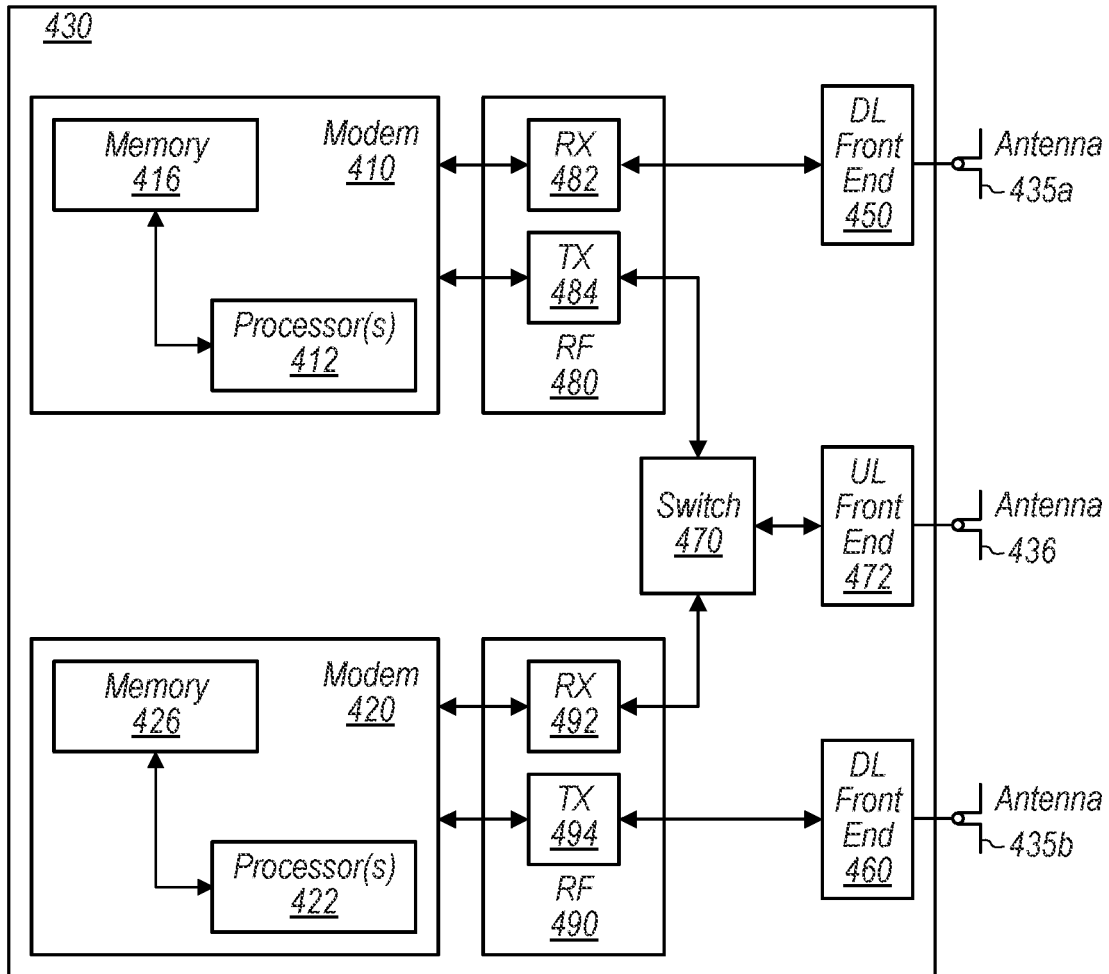 430
Memory
416
Modem
410
Processor(s)
412
RX
482
TX
484
RF
480
DL
Front
End
450
Antenna
435a
Switch
470
UL
Front
End
472
Antenna
436
Memory
426
Modem
420
Processor(s)
422
RX
492
TX
494
RF
490
DL
Front
End
460
Antenna
435b